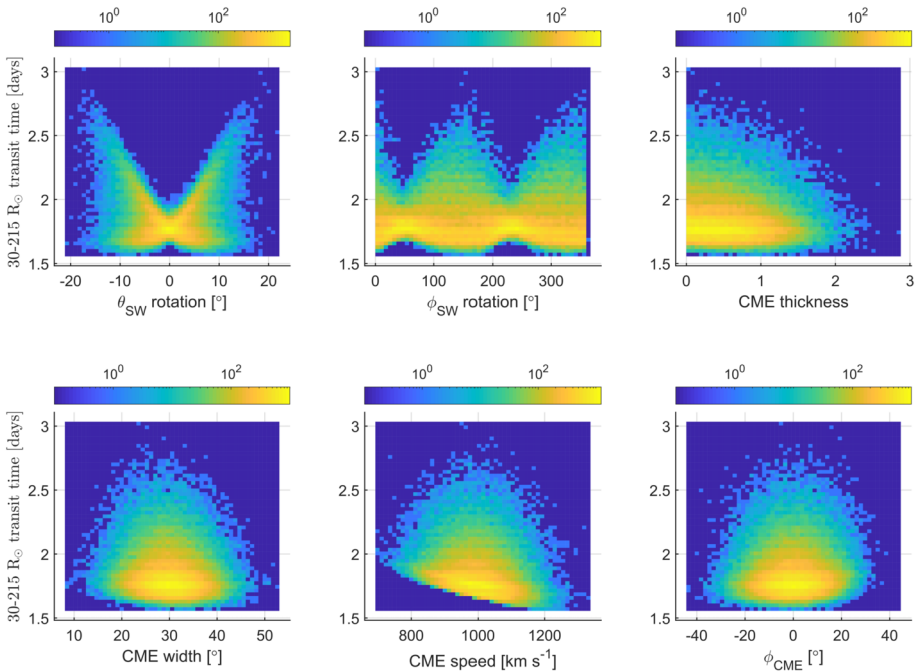 10^0 10^2 10^0 10^2 10^0 10^2
30-215 R_⊙ transit time [days]
3 3 3
2.5 2.5 2.5
2 2 2
1.5 1.5 1.5
-20 -10 0 10 20 0 100 200 300 0 1 2 3
θ_SW rotation [°] ϕ_SW rotation [°] CME thickness
10^0 10^2 10^0 10^2 10^0 10^2
30-215 R_⊙ transit time [days]
3 3 3
2.5 2.5 2.5
2 2 2
1.5 1.5 1.5
10 20 30 40 50 800 1000 1200 -40 -20 0 20 40
CME width [°] CME speed [km s^-1] ϕ_CME [°]